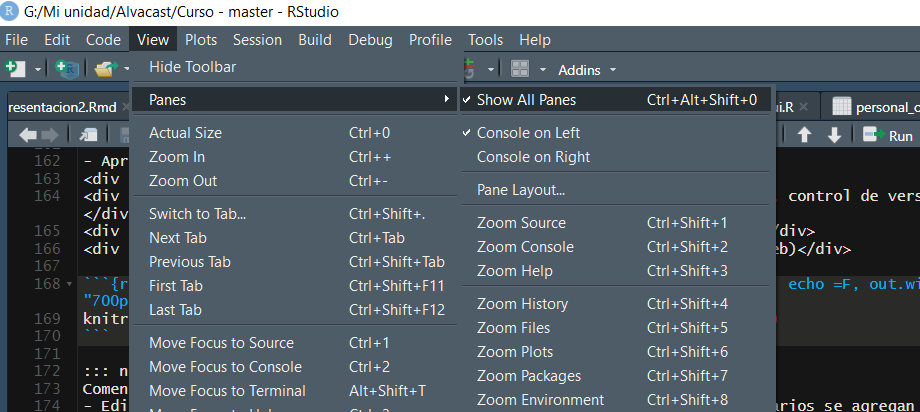 R G:/Mi unidad/Alvacast/Curso - master - RStudio
File Edit Code View Plots Session Build Debug Profile Tools Help
Addins
resentacion2.Rmd
ui.R
personal_o
Run
Hide Toolbar
Panes
Actual Size Ctrl+0
Zoom In Ctrl++
Zoom Out Ctrl+-
Switch to Tab... Ctrl+Shift+.
Next Tab Ctrl+Tab
Previous Tab Ctrl+Shift+Tab
First Tab Ctrl+Shift+F11
Last Tab Ctrl+Shift+F12
Move Focus to Source Ctrl+1
Move Focus to Console Ctrl+2
Move Focus to Terminal Alt+Shift+T
Show All Panes Ctrl+Alt+Shift+0
Console on Left
Console on Right
Pane Layout...
Zoom Source Ctrl+Shift+1
Zoom Console Ctrl+Shift+2
Zoom Help Ctrl+Shift+3
Zoom History Ctrl+Shift+4
Zoom Files Ctrl+Shift+5
Zoom Plots Ctrl+Shift+6
Zoom Packages Ctrl+Shift+7
Zoom Environment Ctrl+Shift+8
162 - Apr
163 <div
164 <div control de vers
</div>
165 <div </div>
166 <div eb)</div>
167
168 ```{r echo =F, out.wi
"700p
169 knitr
170 ```
171
172 ::: n
173 Comen
174 - Edi rios se agregan